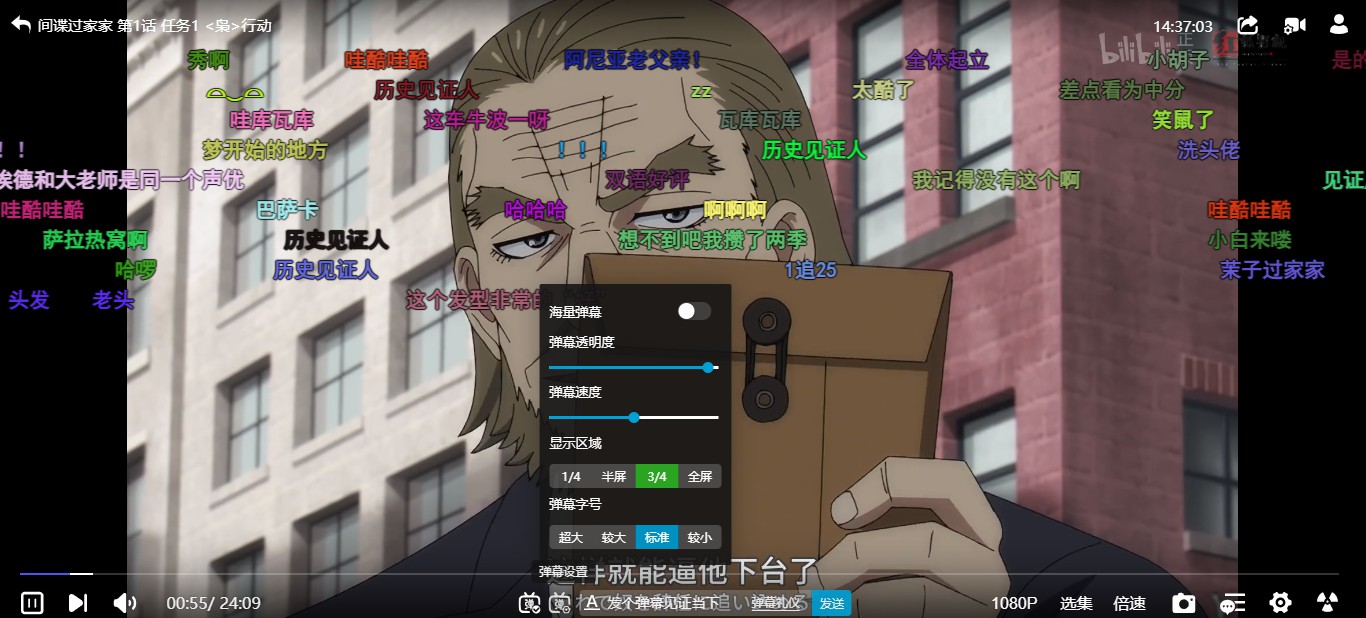 间谍过家家 第1话 任务1 <枭>行动
14:37:03
bilibili 正
秀啊 哇酷哇酷 阿尼亚老父亲！ 全体起立 小胡子 是的
历史见证人 zz 太酷了 差点看为中分
哇库瓦库 这车牛波一呀 瓦库瓦库 笑鼠了
！！ 梦开始的地方 ！！！ 历史见证人 洗头佬
埃德和大老师是同一个声优 双语好评 我记得没有这个啊 见证
哇酷哇酷 巴萨卡 哈哈哈 啊啊啊 哇酷哇酷
萨拉热窝啊 历史见证人 想不到吧我攒了两季 小白来喽
哈啰 历史见证人 1追25 茉子过家家
头发 老头 这个发型非常的
海量弹幕
弹幕透明度
弹幕速度
显示区域
1/4 半屏 3/4 全屏
弹幕字号
超大 较大 标准 较小
弹幕设置
就能逼他下台了
00:55/ 24:09 弹 弹 A 发个弹幕见证当下 弹幕礼仪 发送 1080P 选集 倍速